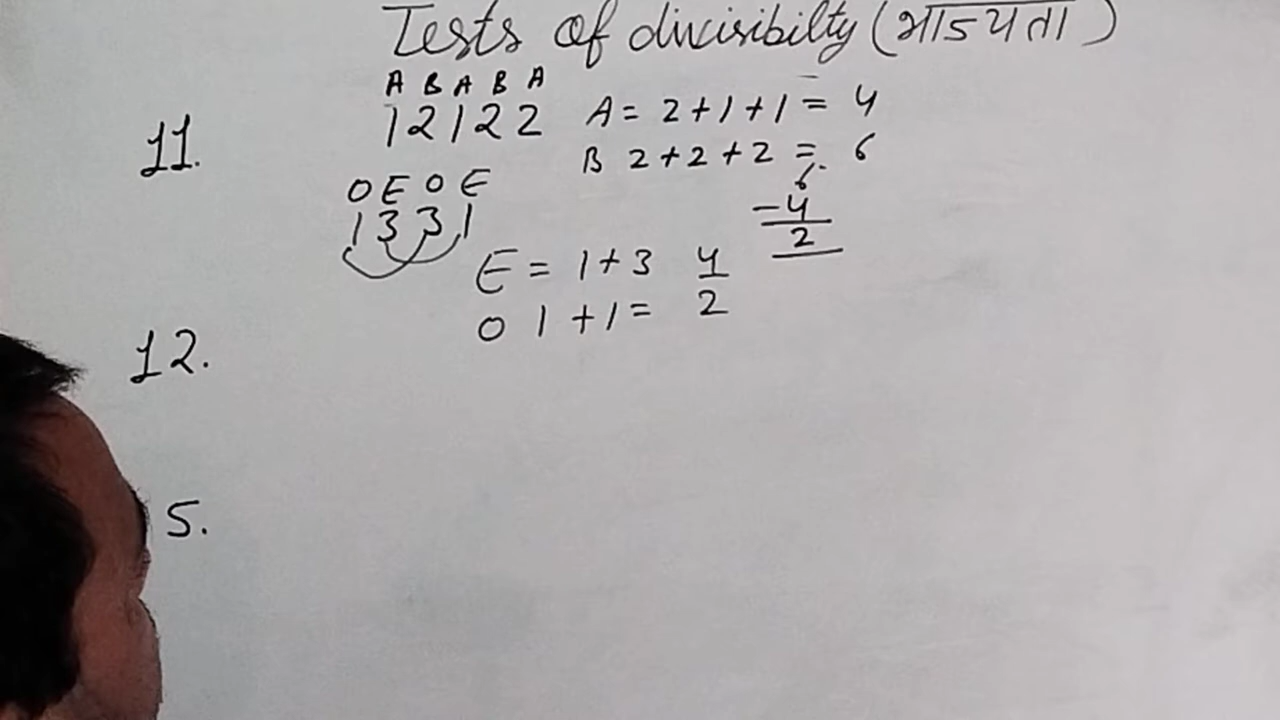 Tests of divisibilty (भाज्यता)
A B A B A
11. 12122 A = 2+1+1 = 4
B 2+2+2 = 6
O E O E
1331
6
-4
2
E = 1+3 4
O 1+1= 2
12.
5.